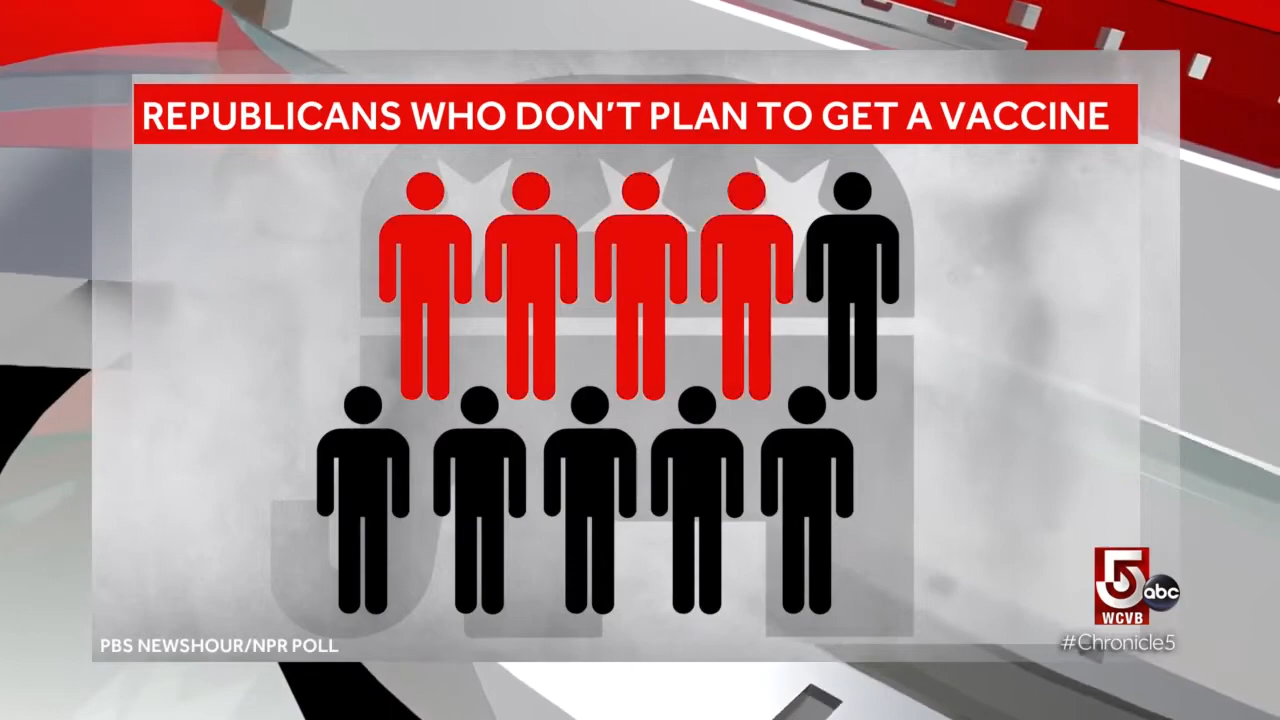 REPUBLICANS WHO DON'T PLAN TO GET A VACCINE
5
abc
WCVB
PBS NEWSHOUR/NPR POLL
#Chronicle5